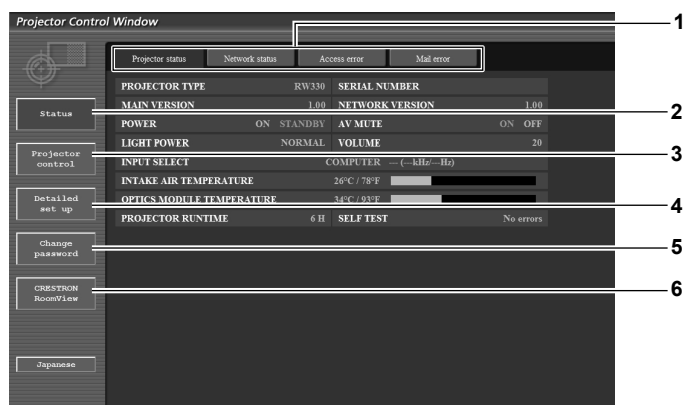 Projector Control Window
1
Projector status Network status Access error Mail error
PROJECTOR TYPE RW330 SERIAL NUMBER
MAIN VERSION 1.00 NETWORK VERSION 1.00
Status
2
POWER ON STANDBY AV MUTE ON OFF
LIGHT POWER NORMAL VOLUME 20
Projector control
3
INPUT SELECT COMPUTER --- (---kHz/---Hz)
INTAKE AIR TEMPERATURE 26°C / 78°F
Detailed set up
4
OPTICS MODULE TEMPERATURE 34°C / 93°F
PROJECTOR RUNTIME 6 H SELF TEST No errors
Change password
5
CRESTRON RoomView
6
Japanese